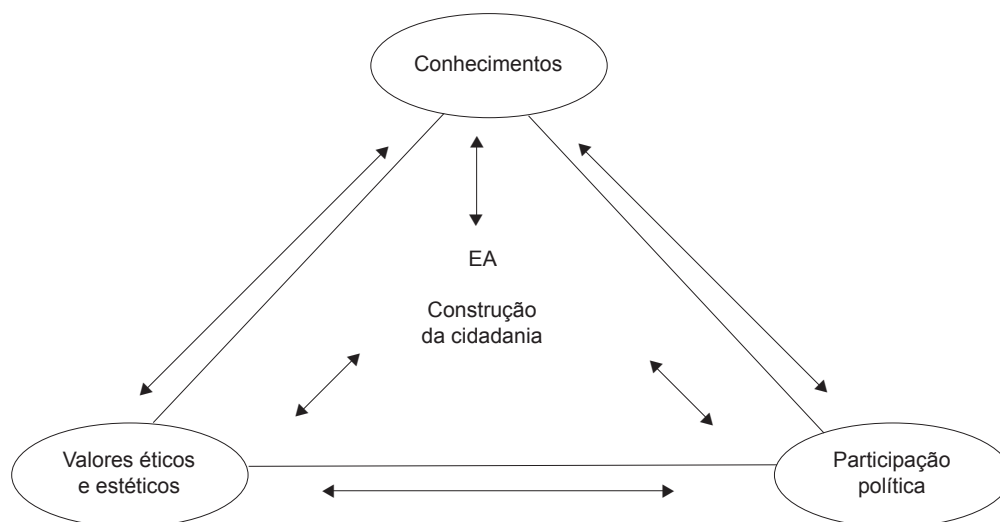 Conhecimentos
EA
Construção
da cidadania
Valores éticos
e estéticos
Participação
política